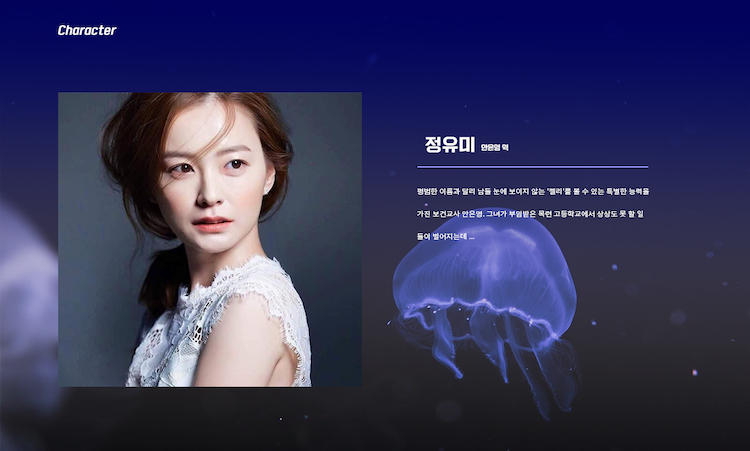 Character
정유미 안은영 역
평범한 이름과 달리 남들 눈에 보이지 않는 '젤리'를 볼 수 있는 특별한 능력을
가진 보건교사 안은영. 그녀가 부임받은 목련 고등학교에서 상상도 못 할 일
들이 벌어지는데 ...